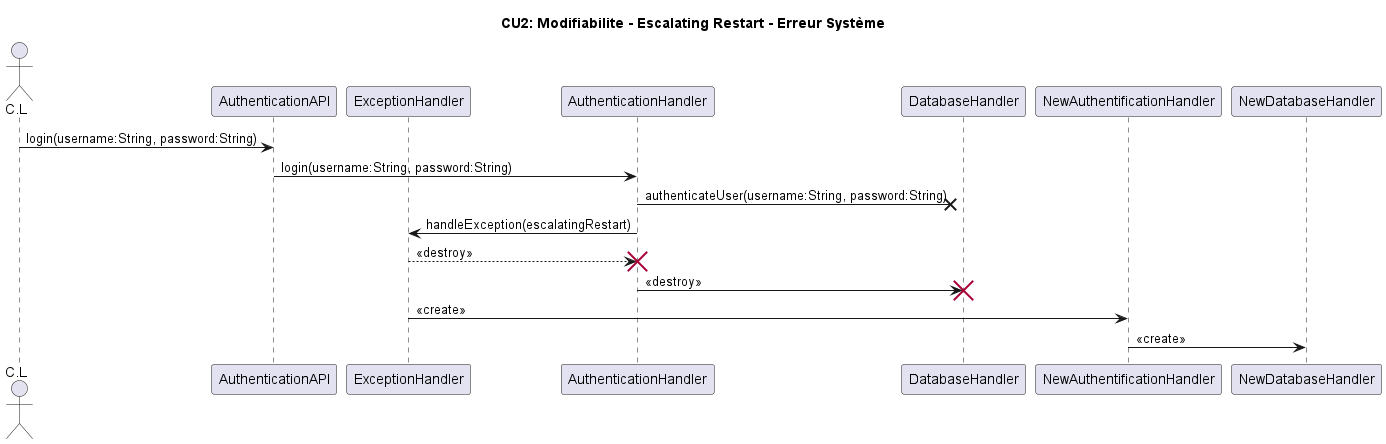 CU2: Modifiabilite - Escalating Restart - Erreur Système
C.L
AuthenticationAPI
ExceptionHandler
AuthenticationHandler
DatabaseHandler
NewAuthentificationHandler
NewDatabaseHandler
login(username:String, password:String)
login(username:String, password:String)
authenticateUser(username:String, password:String)
handleException(escalatingRestart)
«destroy»
«destroy»
«create»
«create»
C.L
AuthenticationAPI
ExceptionHandler
AuthenticationHandler
DatabaseHandler
NewAuthentificationHandler
NewDatabaseHandler